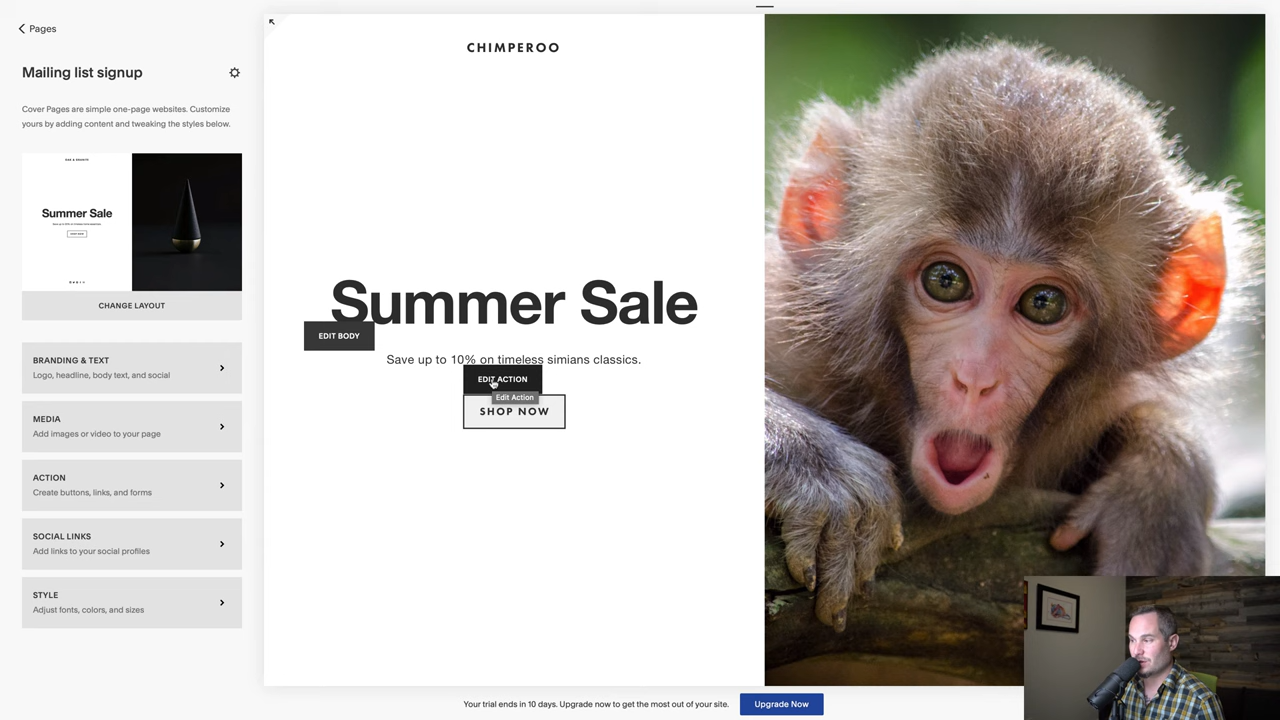 Pages
Mailing list signup
Cover Pages are simple one-page websites. Customize
yours by adding content and tweaking the styles below.
Summer Sale
CHANGE LAYOUT
BRANDING & TEXT
Logo, headline, body text, and social
MEDIA
Add images or video to your page
ACTION
Create buttons, links, and forms
SOCIAL LINKS
Add links to your social profiles
STYLE
Adjust fonts, colors, and sizes
CHIMPEROO
Summer Sale
EDIT BODY
Save up to 10% on timeless simians classics.
EDIT ACTION
Edit Action
SHOP NOW
Your trial ends in 10 days. Upgrade now to get the most out of your site.
Upgrade Now